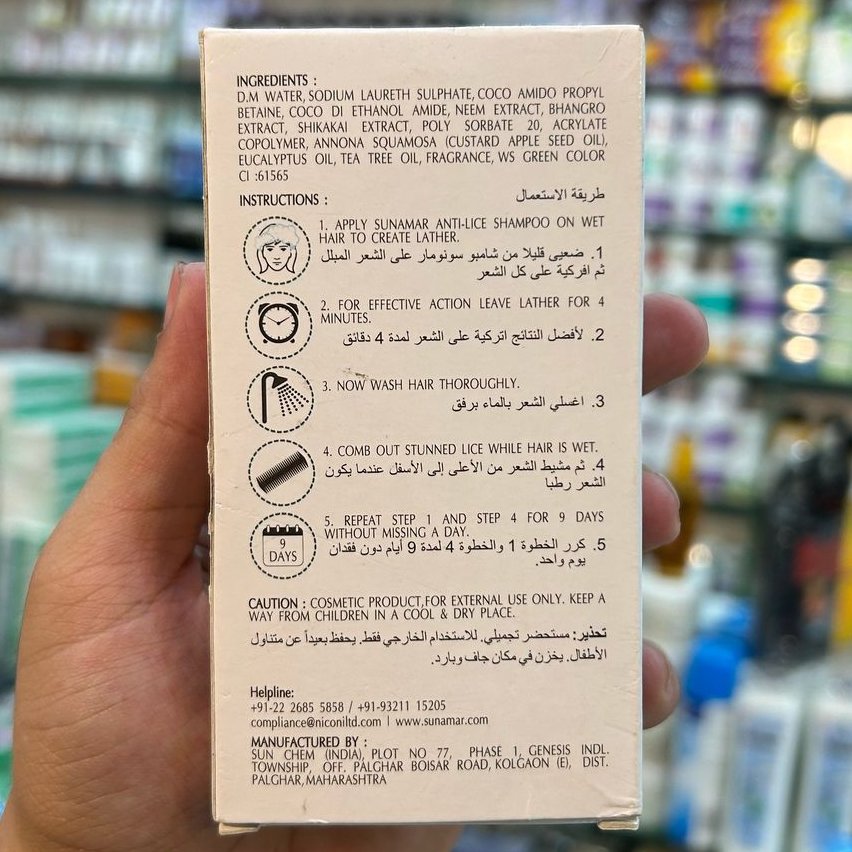 INGREDIENTS :
D.M WATER, SODIUM LAURETH SULPHATE, COCO AMIDO PROPYL
BETAINE, COCO DI ETHANOL AMIDE, NEEM EXTRACT, BHANGRO
EXTRACT, SHIKAKAI EXTRACT, POLY SORBATE 20, ACRYLATE
COPOLYMER, ANNONA SQUAMOSA (CUSTARD APPLE SEED OIL),
EUCALYPTUS OIL, TEA TREE OIL, FRAGRANCE, WS GREEN COLOR
CI :61565
INSTRUCTIONS :
طريقة الاستعمال
1. APPLY SUNAMAR ANTI-LICE SHAMPOO ON WET
HAIR TO CREATE LATHER.
1. ضعيى قليلا من شامبو سونومار على الشعر المبلل
ثم افركية على كل الشعر
2. FOR EFFECTIVE ACTION LEAVE LATHER FOR 4
MINUTES.
2. لأفضل النتائج اتركية على الشعر لمدة 4 دقائق
3. NOW WASH HAIR THOROUGHLY.
3. اغسلي الشعر بالماء برفق
4. COMB OUT STUNNED LICE WHILE HAIR IS WET.
4. ثم مشيط الشعر من الأعلى إلى الأسفل عندما يكون
الشعر رطبا
9
DAYS
5. REPEAT STEP 1 AND STEP 4 FOR 9 DAYS
WITHOUT MISSING A DAY.
5. كرر الخطوة 1 والخطوة 4 لمدة 9 أيام دون فقدان
يوم واحد.
CAUTION : COSMETIC PRODUCT,FOR EXTERNAL USE ONLY. KEEP A
WAY FROM CHILDREN IN A COOL & DRY PLACE.
تحذير: مستحضر تجميلي. للاستخدام الخارجي فقط. يحفظ بعيداً عن متناول
الأطفال. يخزن في مكان جاف وبارد.
Helpline:
+91-22 2685 5858 / +91-93211 15205
compliance@niconiltd.com | www.sunamar.com
MANUFACTURED BY :
SUN CHEM (INDIA), PLOT NO 77, PHASE 1, GENESIS INDL.
TOWNSHIP, OFF. PALGHAR BOISAR ROAD, KOLGAON (E), DIST.
PALGHAR,MAHARASHTRA